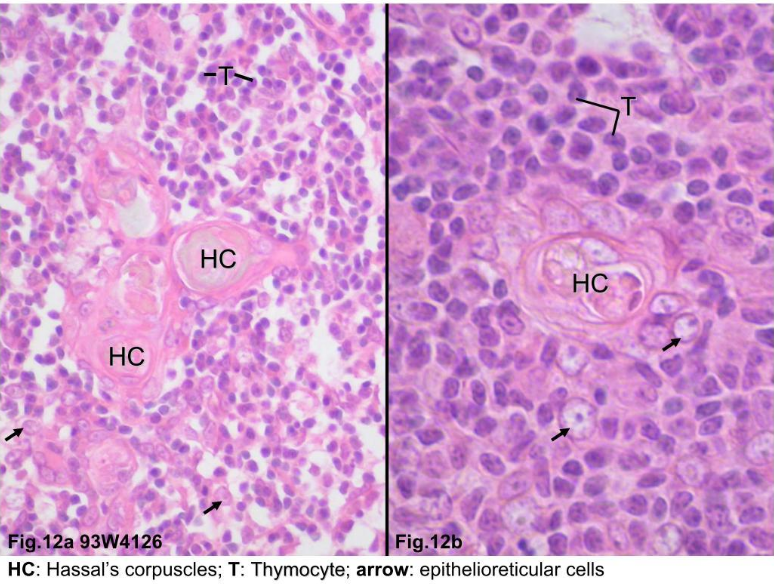 T
T
HC
HC
HC
Fig.12a 93W4126
Fig.12b
HC: Hassal's corpuscles; T: Thymocyte; arrow: epithelioreticular cells